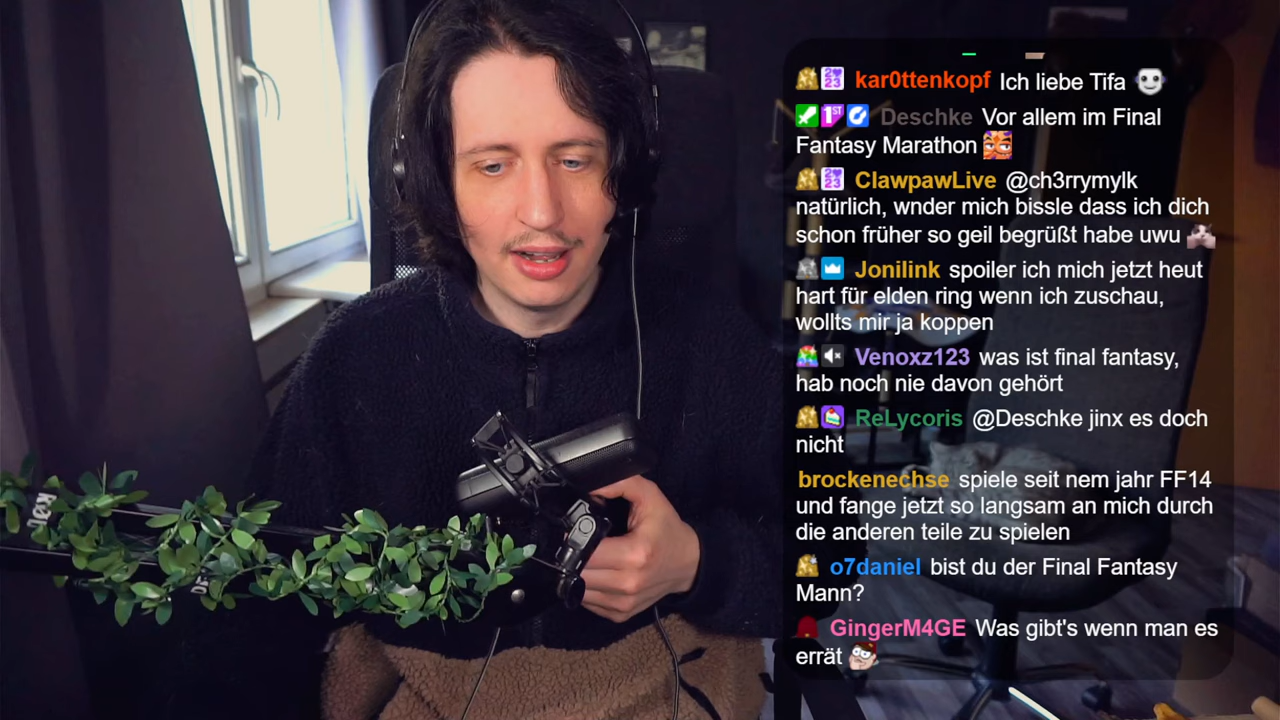 kar0ttenkopf Ich liebe Tifa
Deschke Vor allem im Final
Fantasy Marathon
ClawpawLive @ch3rrymylk
natürlich, wnder mich bissle dass ich dich
schon früher so geil begrüßt habe uwu
Jonilink spoiler ich mich jetzt heut
hart für elden ring wenn ich zuschau,
wollts mir ja koppen
Venoxz123 was ist final fantasy,
hab noch nie davon gehört
ReLycoris @Deschke jinx es doch
nicht
brockenechse spiele seit nem jahr FF14
und fange jetzt so langsam an mich durch
die anderen teile zu spielen
o7daniel bist du der Final Fantasy
Mann?
GingerM4GE Was gibt's wenn man es
errät